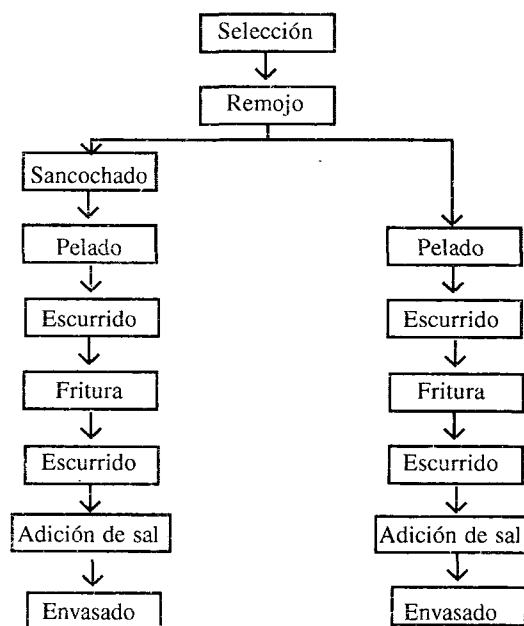 Selección
Remojo
Sancochado
Pelado
Escurrido
Fritura
Escurrido
Adición de sal
Envasado
Pelado
Escurrido
Fritura
Escurrido
Adición de sal
Envasado